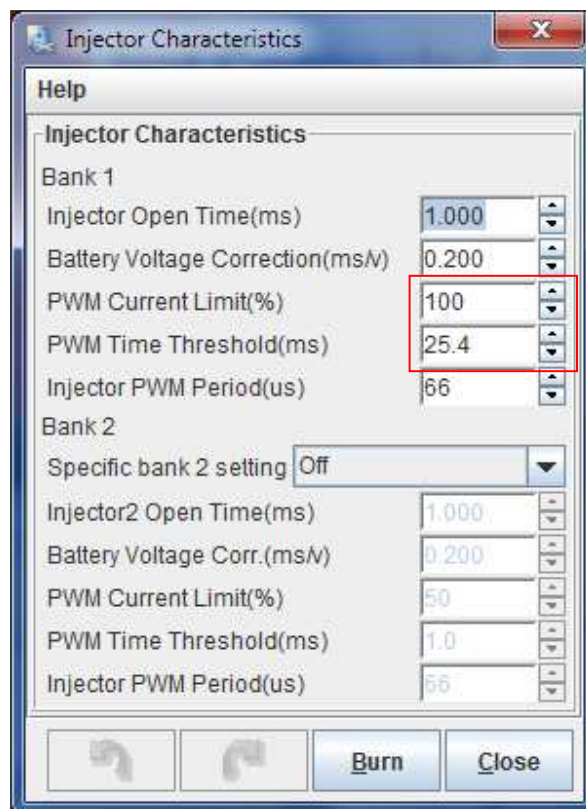 Injector Characteristics
Help
Injector Characteristics
Bank 1
Injector Open Time(ms) 1.000
Battery Voltage Correction(ms/v) 0.200
PWM Current Limit(%) 100
PWM Time Threshold(ms) 25.4
Injector PWM Period(us) 66
Bank 2
Specific bank 2 setting Off
Injector2 Open Time(ms) 1.000
Battery Voltage Corr.(ms/v) 0.200
PWM Current Limit(%) 50
PWM Time Threshold(ms) 1.0
Injector PWM Period(us) 66
Burn Close